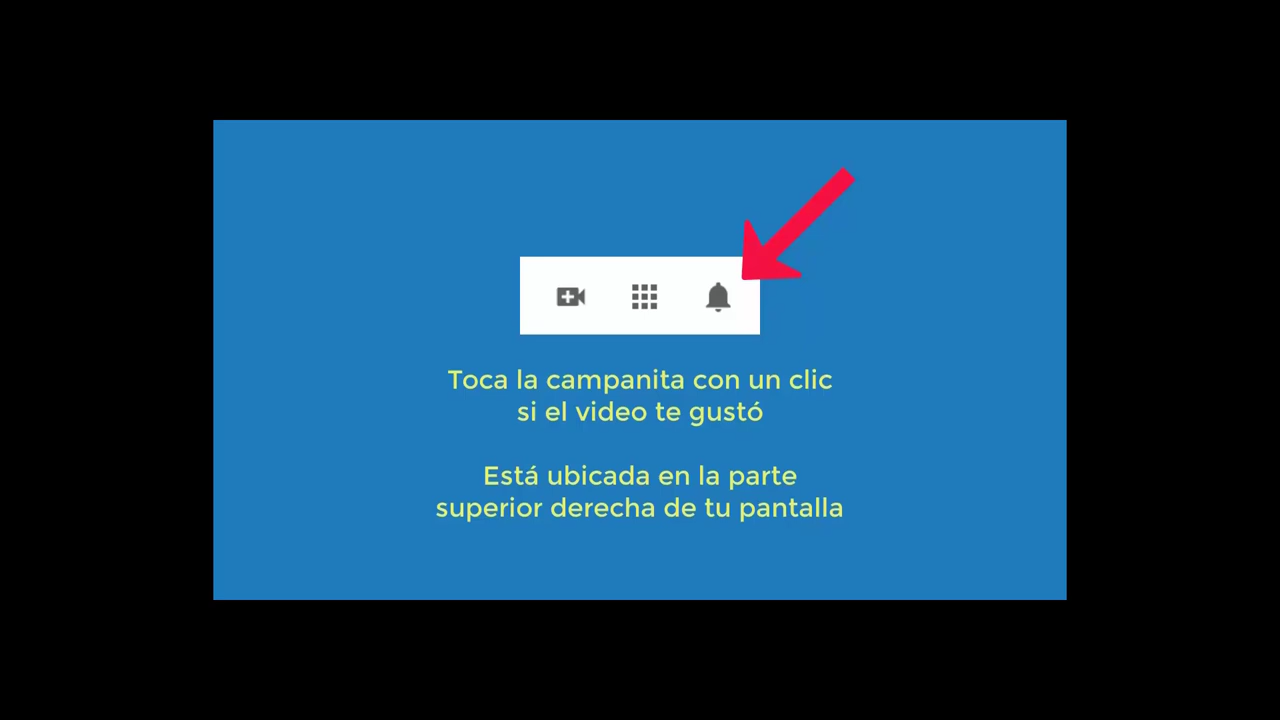 Toca la campanita con un clic
si el video te gustó
Está ubicada en la parte
superior derecha de tu pantalla